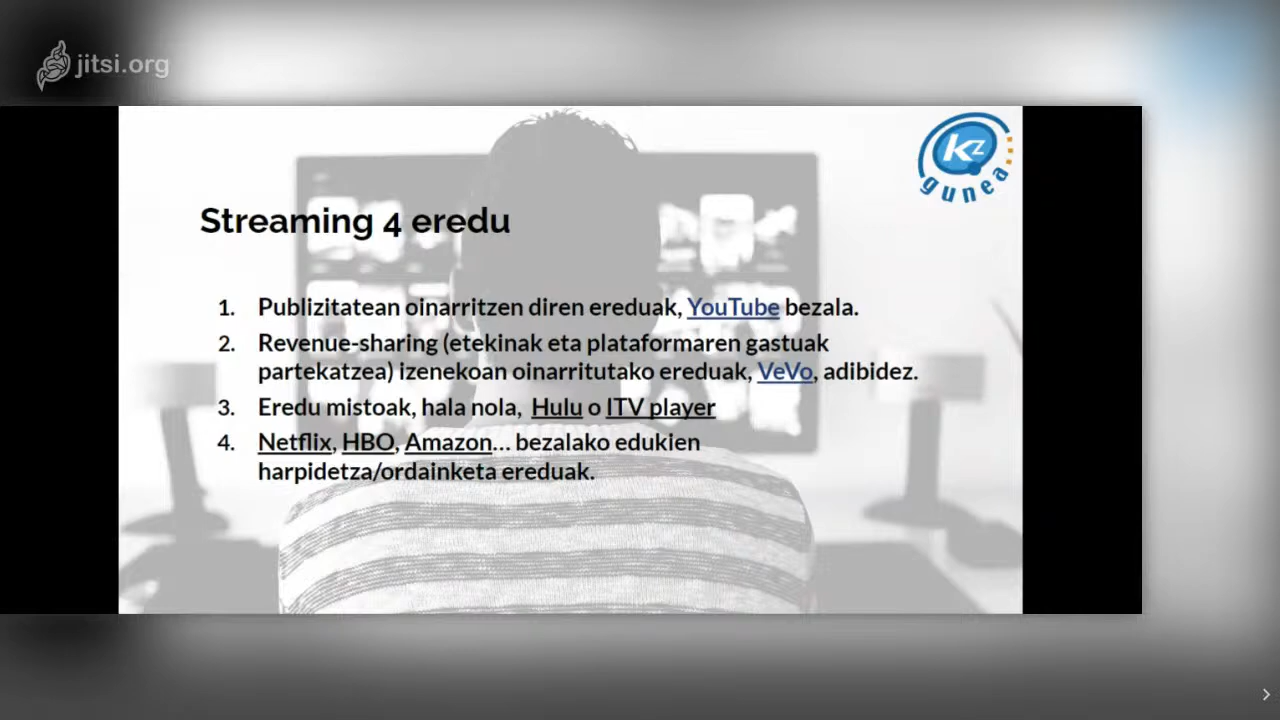 jitsi.org
kz
gunea
Streaming 4 eredu
1. Publizitatean oinarritzen diren ereduak, YouTube bezala.
2. Revenue-sharing (etekinak eta plataformaren gastuak
partekatzea) izenekoan oinarritutako ereduak, VeVo, adibidez.
3. Eredu mistoak, hala nola, Hulu o ITV player
4. Netflix, HBO, Amazon... bezalako edukien
harpidetza/ordainketa ereduak.